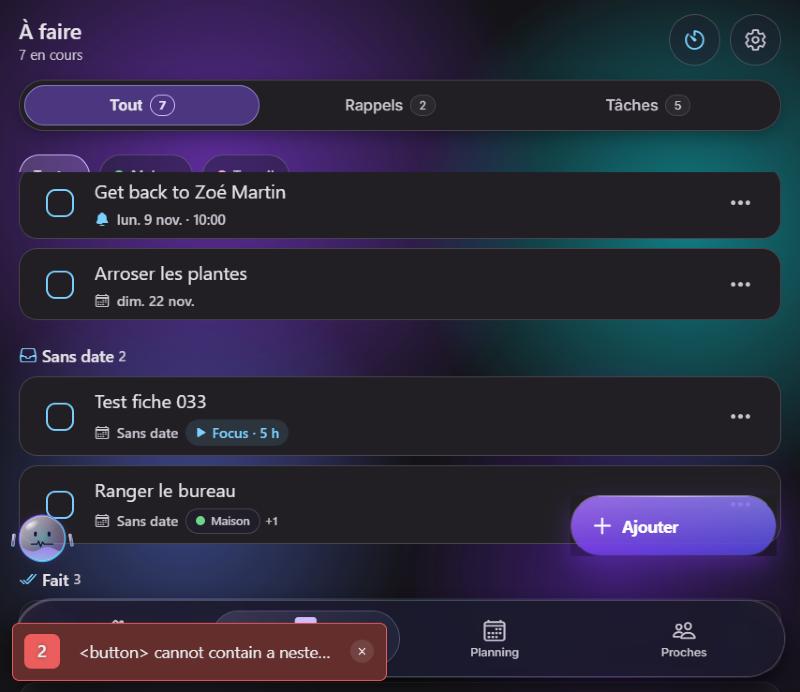 À faire
7 en cours
Tout 7
Rappels 2
Tâches 5
Get back to Zoé Martin
lun. 9 nov. · 10:00
Arroser les plantes
dim. 22 nov.
Sans date 2
Test fiche 033
Sans date
Focus · 5 h
Ranger le bureau
Sans date
Maison
+1
Ajouter
Fait 3
Planning
Proches
2
<button> cannot contain a neste...